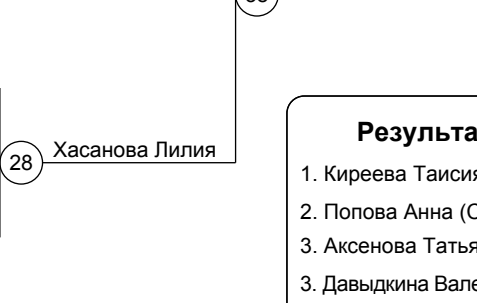 28 Хасанова Лилия
Результа
1. Киреева Таисия
2. Попова Анна (С
3. Аксенова Татья
3. Давыдкина Вале